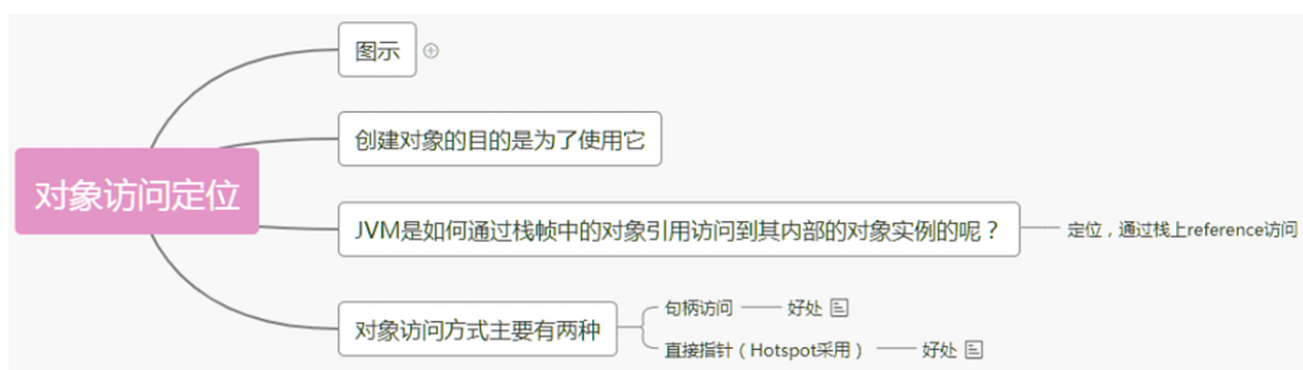 图示
创建对象的目的是为了使用它
对象访问定位
JVM是如何通过栈帧中的对象引用访问到其内部的对象实例的呢？
定位，通过栈上reference访问
对象访问方式主要有两种
句柄访问
好处
直接指针（Hotspot采用）
好处